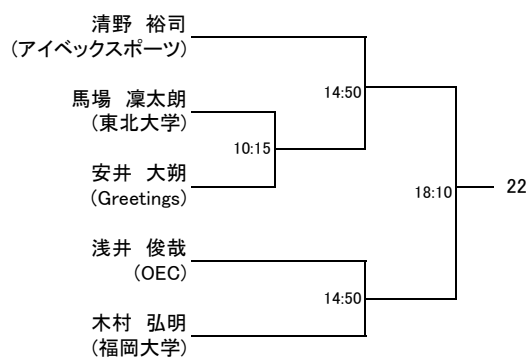 清野 裕司
(アイベックスポーツ)
14:50
馬場 凜太朗
(東北大学)
10:15
安井 大朔
(Greetings)
18:10
22
浅井 俊哉
(OEC)
14:50
木村 弘明
(福岡大学)